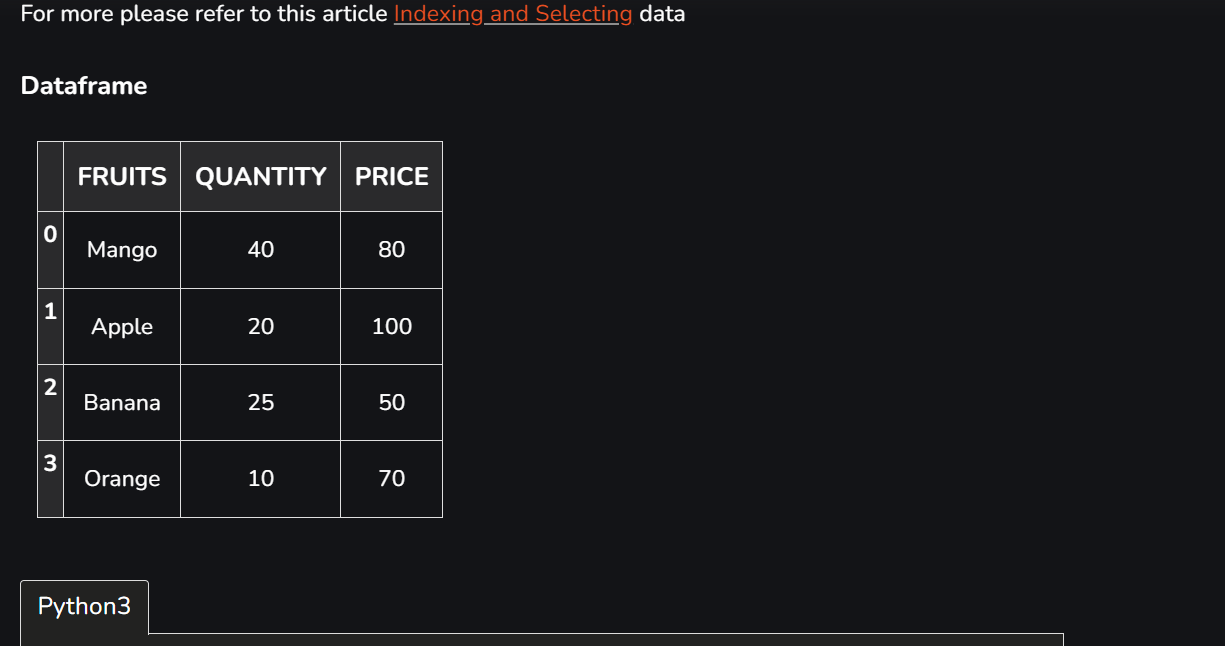 For more please refer to this article Indexing and Selecting data
Dataframe
FRUITS QUANTITY PRICE
0 Mango 40 80
1 Apple 20 100
2 Banana 25 50
3 Orange 10 70
Python3